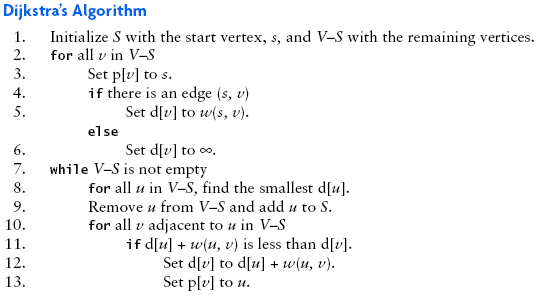 Dijkstra's Algorithm
1. Initialize S with the start vertex, s, and V–S with the remaining vertices.
2. for all v in V–S
3. Set p[v] to s.
4. if there is an edge (s, v)
5. Set d[v] to w(s, v).
else
6. Set d[v] to ∞.
7. while V–S is not empty
8. for all u in V–S, find the smallest d[u].
9. Remove u from V–S and add u to S.
10. for all v adjacent to u in V–S
11. if d[u] + w(u, v) is less than d[v].
12. Set d[v] to d[u] + w(u, v).
13. Set p[v] to u.